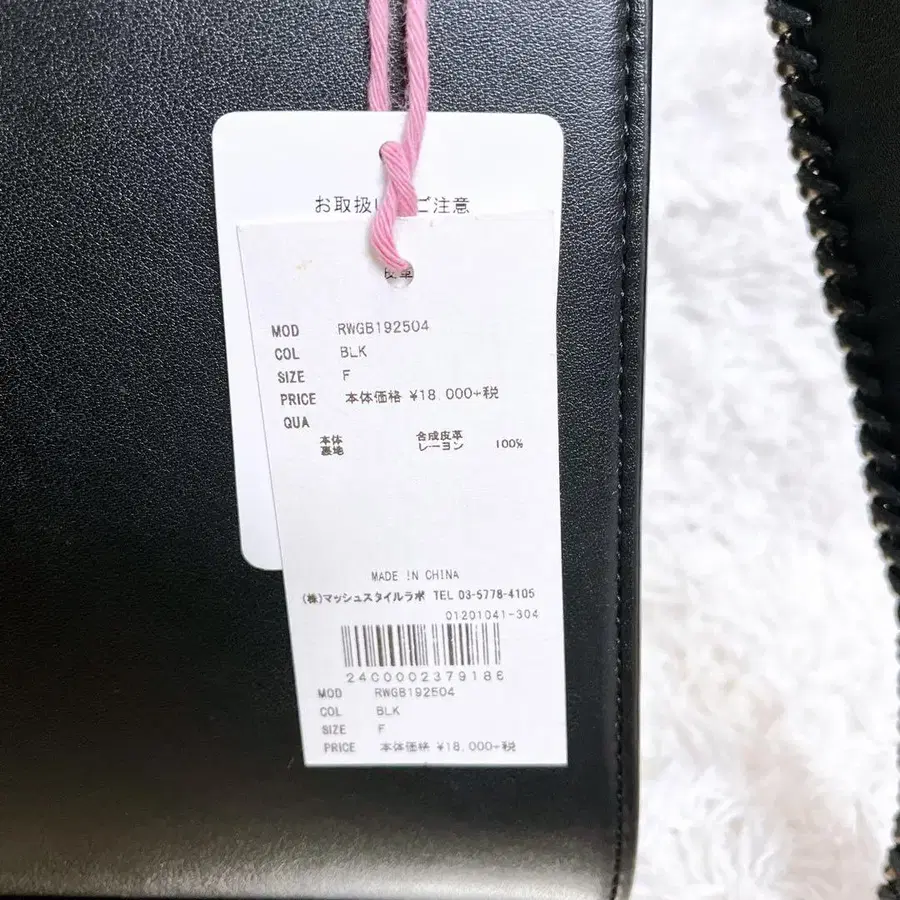 お取扱い ご注意
皮革
MOD RWGB192504
COL BLK
SIZE F
PRICE 本体価格 ¥18,000+税
QUA
本体 合成皮革
裏地 レーヨン 100%
MADE IN CHINA
(株)マッシュスタイルラボ TEL 03-5778-4105
01201041-304
2400002379186
MOD RWGB192504
COL BLK
SIZE F
PRICE 本体価格 ¥18,000+税